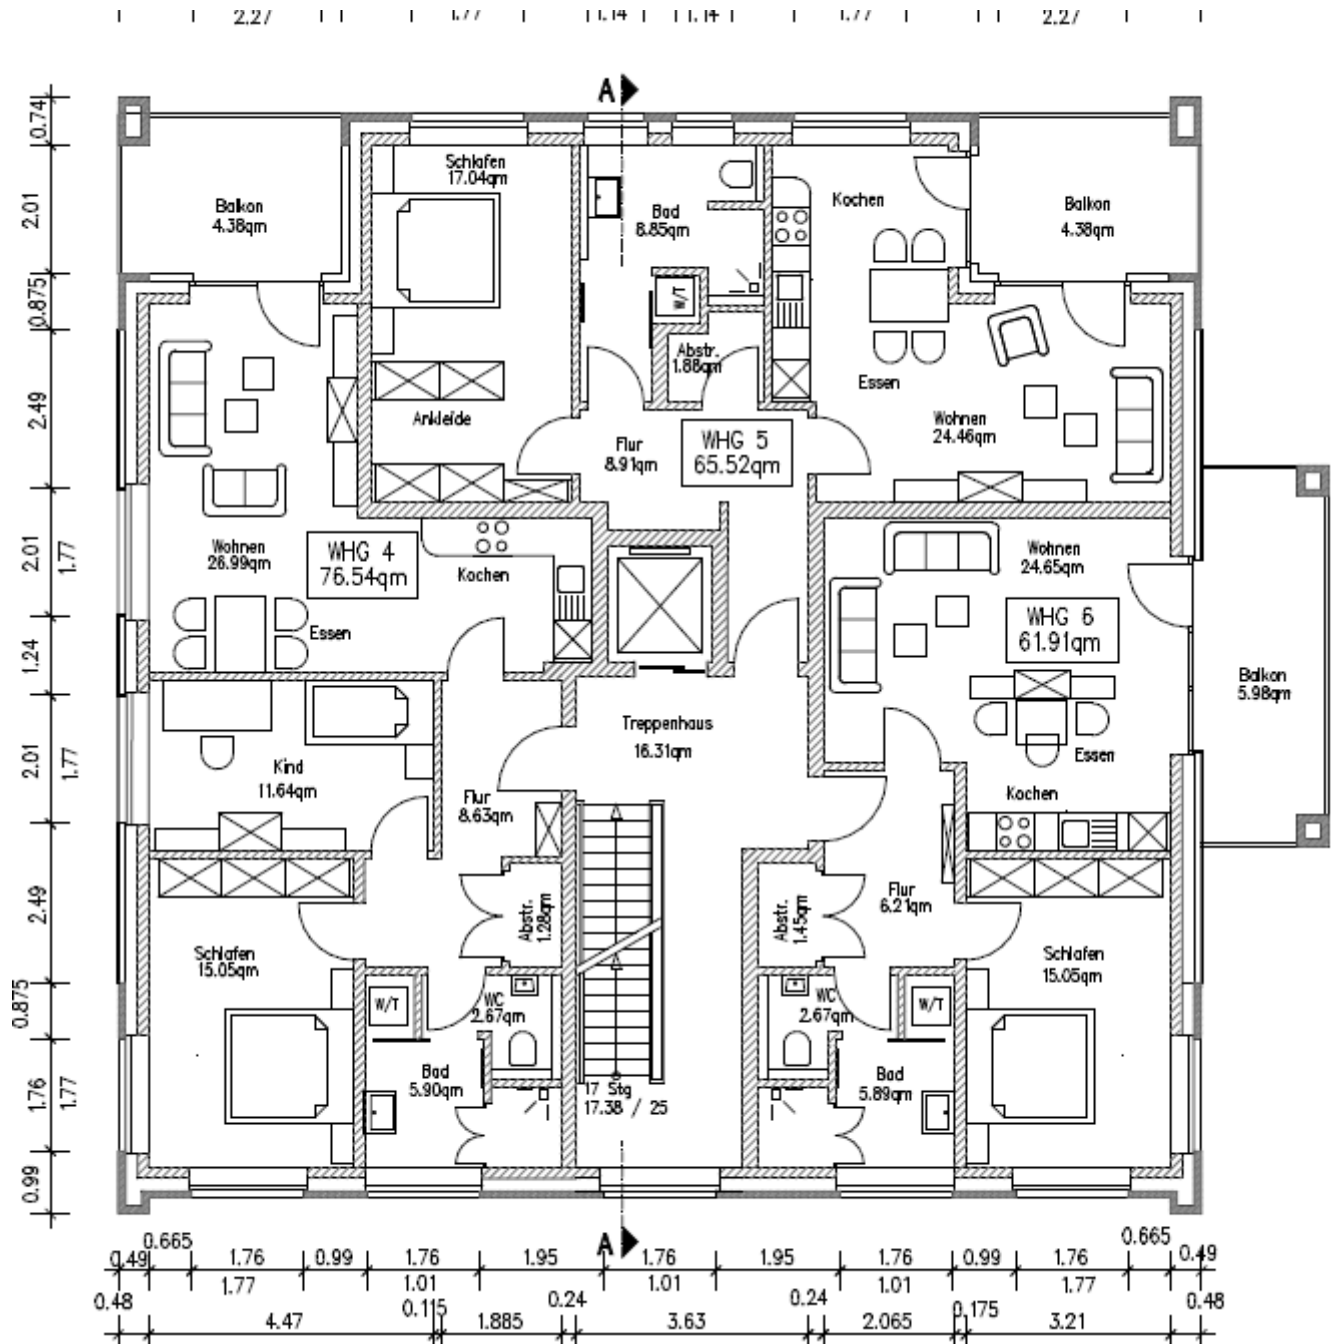 2.27 1.77 1.14 1.14 1.77 2.27
A
0.74
2.01
0.875
2.49
2.01
1.77
1.24
2.01
1.77
2.49
0.875
1.76
1.77
0.99
Balkon
4.38qm
Schlafen
17.04qm
Ankleide
Bad
8.85qm
W/T
Abstr.
1.88qm
Kochen
Essen
Balkon
4.38qm
Wohnen
24.46qm
Flur
8.91qm
WHG 5
65.52qm
Wohnen
26.99qm
WHG 4
76.54qm
Kochen
Essen
Wohnen
24.65qm
WHG 6
61.91qm
Essen
Kochen
Balkon
5.98qm
Treppenhaus
16.31qm
Kind
11.64qm
Flur
8.63qm
Abstr.
1.28qm
Abstr.
1.45qm
Flur
6.21qm
Schlafen
15.05qm
W/T
WC
2.67qm
Bad
5.90qm
17 Stg
17.38 / 25
WC
2.67qm
W/T
Bad
5.89qm
Schlafen
15.05qm
A
0.49 0.665 1.76 0.99 1.76 1.95 1.76 1.95 1.76 0.99 1.76 0.665 0.49
1.77 1.01 1.01 1.01 1.77
0.48 4.47 0.115 1.885 0.24 3.63 0.24 2.065 0.175 3.21 0.48